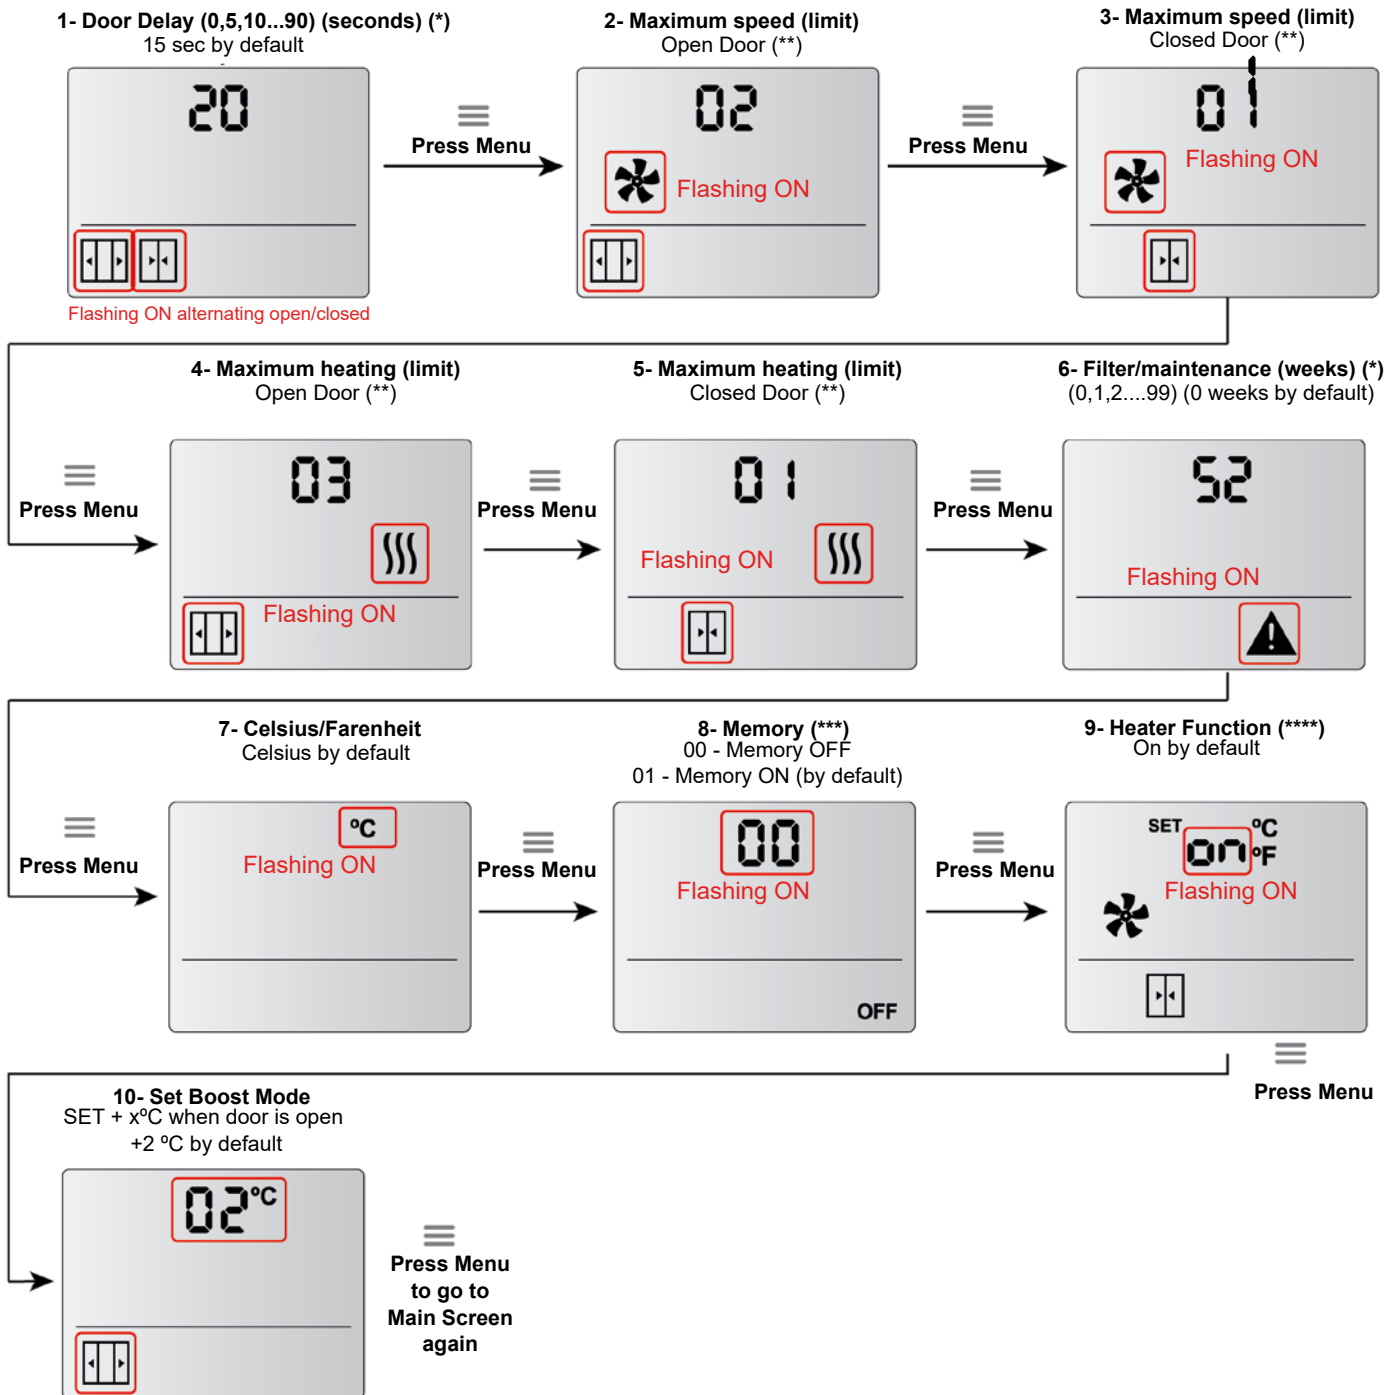 1- Door Delay (0,5,10...90) (seconds) (*)
15 sec by default
20
Flashing ON alternating open/closed
Press Menu
2- Maximum speed (limit)
Open Door (**)
02
Flashing ON
Press Menu
3- Maximum speed (limit)
Closed Door (**)
01
Flashing ON
Press Menu
4- Maximum heating (limit)
Open Door (**)
03
Flashing ON
Press Menu
5- Maximum heating (limit)
Closed Door (**)
01
Flashing ON
Press Menu
6- Filter/maintenance (weeks) (*)
(0,1,2....99) (0 weeks by default)
52
Flashing ON
Press Menu
7- Celsius/Farenheit
Celsius by default
ºC
Flashing ON
Press Menu
8- Memory (***)
00 - Memory OFF
01 - Memory ON (by default)
00
Flashing ON
OFF
Press Menu
9- Heater Function (****)
On by default
SET on ºC
ºF
Flashing ON
Press Menu
10- Set Boost Mode
SET + xºC when door is open
+2 ºC by default
02ºC
Press Menu
to go to
Main Screen
again